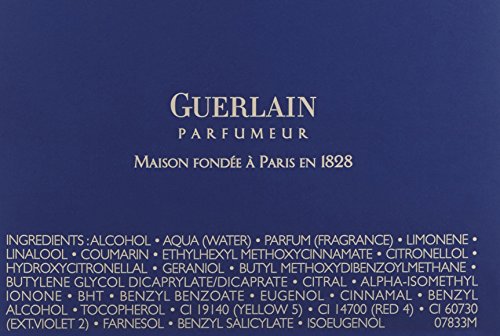 GUERLAIN
PARFUMEUR
MAISON FONDÉE À PARIS EN 1828
INGREDIENTS : ALCOHOL • AQUA (WATER) • PARFUM (FRAGRANCE) • LIMONENE •
LINALOOL • COUMARIN • ETHYLHEXYL METHOXYCINNAMATE • CITRONELLOL •
HYDROXYCITRONELLAL • GERANIOL • BUTYL METHOXYDIBENZOYLMETHANE •
BUTYLENE GLYCOL DICAPRYLATE/DICAPRATE • CITRAL • ALPHA-ISOMETHYL
IONONE • BHT • BENZYL BENZOATE • EUGENOL • CINNAMAL • BENZYL
ALCOHOL • TOCOPHEROL • CI 19140 (YELLOW 5) • CI 14700 (RED 4) • CI 60730
(EXT.VIOLET 2) • FARNESOL • BENZYL SALICYLATE • ISOEUGENOL 07833M